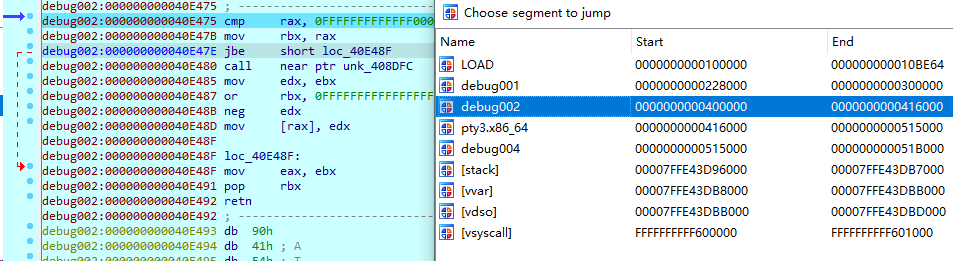 debug002:000000000040E475 ; ---------------------------
debug002:000000000040E475 cmp rax, 0FFFFFFFFFFFFF000
debug002:000000000040E47B mov rbx, rax
debug002:000000000040E47E jbe short loc_40E48F
debug002:000000000040E480 call near ptr unk_408DFC
debug002:000000000040E485 mov edx, ebx
debug002:000000000040E487 or rbx, 0FFFFFFFFFFFFFFFF
debug002:000000000040E48B neg edx
debug002:000000000040E48D mov [rax], edx
debug002:000000000040E48F
debug002:000000000040E48F loc_40E48F:
debug002:000000000040E48F mov eax, ebx
debug002:000000000040E491 pop rbx
debug002:000000000040E492 retn
debug002:000000000040E492 ; ---------------------------
debug002:000000000040E493 db 90h
debug002:000000000040E494 db 41h ; A
debug002:000000000040E495 db 54h ; T
Choose segment to jump
Name Start End
LOAD 0000000000100000 000000000010BE64
debug001 0000000000228000 0000000000300000
debug002 0000000000400000 0000000000416000
pty3.x86_64 0000000000416000 0000000000515000
debug004 0000000000515000 000000000051B000
[stack] 00007FFE43D96000 00007FFE43DB7000
[vvar] 00007FFE43DB8000 00007FFE43DBB000
[vdso] 00007FFE43DBB000 00007FFE43DBD000
[vsyscall] FFFFFFFFFF600000 FFFFFFFFFF601000